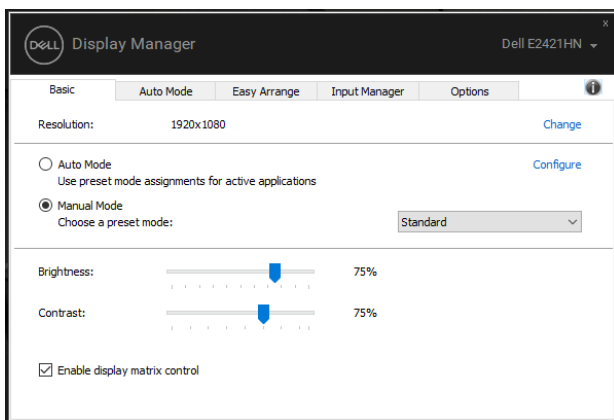 x
DELL Display Manager Dell E2421HN
Basic Auto Mode Easy Arrange Input Manager Options i
Resolution: 1920x1080 Change
Auto Mode Configure
Use preset mode assignments for active applications
Manual Mode
Choose a preset mode: Standard
Brightness: 75%
Contrast: 75%
Enable display matrix control